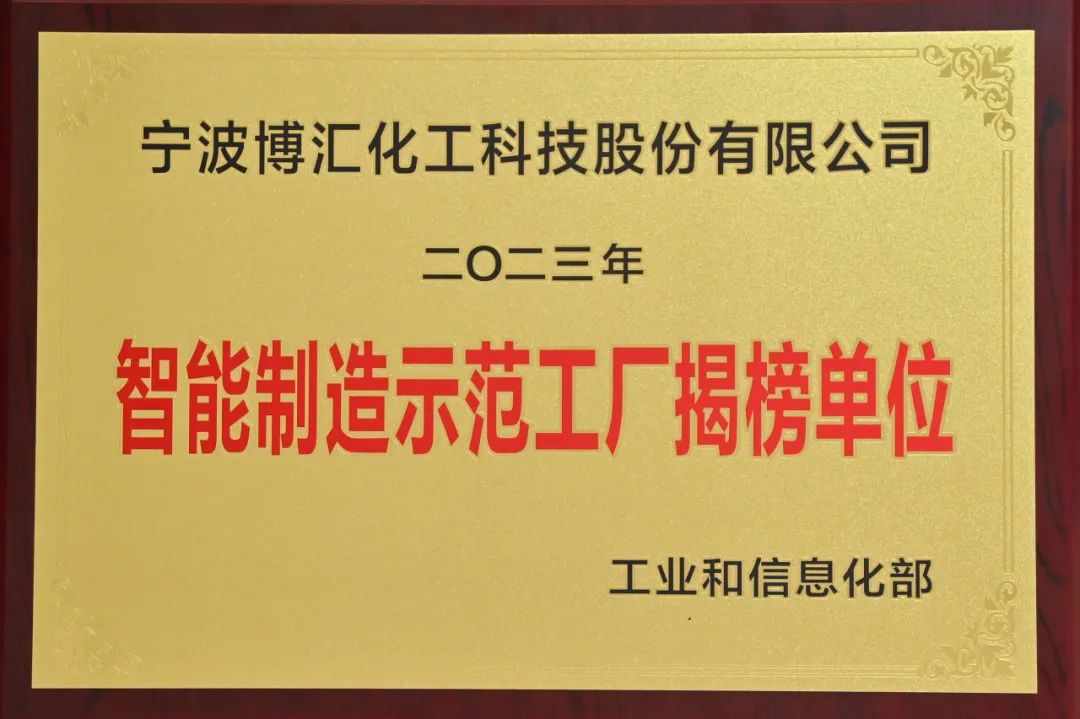 宁波博汇化工科技股份有限公司
二〇二三年
智能制造示范工厂揭榜单位
工业和信息化部